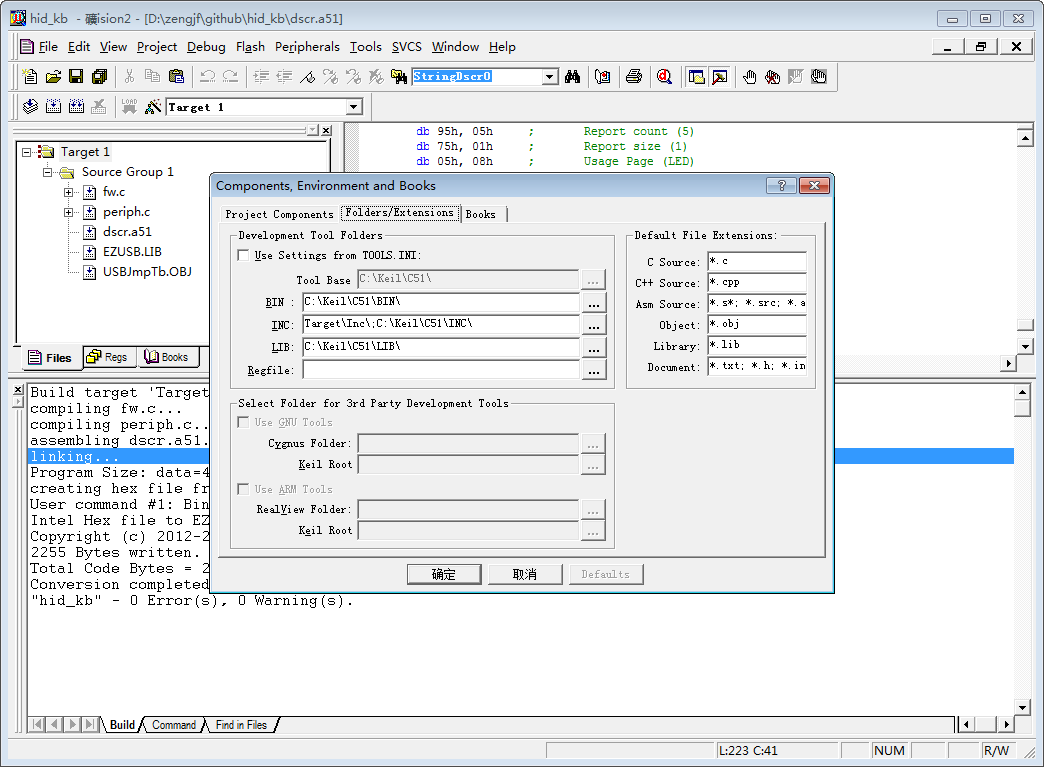 hid_kb - 礦ision2 - [D:\zengjf\github\hid_kb\dscr.a51]
File Edit View Project Debug Flash Peripherals Tools SVCS Window Help
StringDscr0
LOAD
Target 1
Target 1
Source Group 1
fw.c
periph.c
dscr.a51
EZUSB.LIB
USBJmpTb.OBJ
Files Regs Books
db 95h, 05h ; Report count (5)
db 75h, 01h ; Report size (1)
db 05h, 08h ; Usage Page (LED)
Components, Environment and Books
Project Components Folders/Extensions Books
Development Tool Folders
Use Settings from TOOLS.INI:
Tool Base C:\Keil\C51\ ...
BIN : C:\Keil\C51\BIN\ ...
INC: Target\Inc\;C:\Keil\C51\INC\ ...
LIB: C:\Keil\C51\LIB\ ...
Regfile: ...
Default File Extensions:
C Source: *.c
C++ Source: *.cpp
Asm Source: *.s*; *.src; *.a
Object: *.obj
Library: *.lib
Document: *.txt; *.h; *.in
Select Folder for 3rd Party Development Tools
Use GNU Tools
Cygnus Folder: ...
Keil Root ...
Use ARM Tools
RealView Folder: ...
Keil Root ...
确定 取消 Defaults
Build target 'Target
compiling fw.c...
compiling periph.c..
assembling dscr.a51.
linking...
Program Size: data=4
creating hex file fr
User command #1: Bin
Intel Hex file to EZ
Copyright (c) 2012-2
2255 Bytes written.
Total Code Bytes = 2
Conversion completed
"hid_kb" - 0 Error(s), 0 Warning(s).
Build Command Find in Files
L:223 C:41 NUM R/W